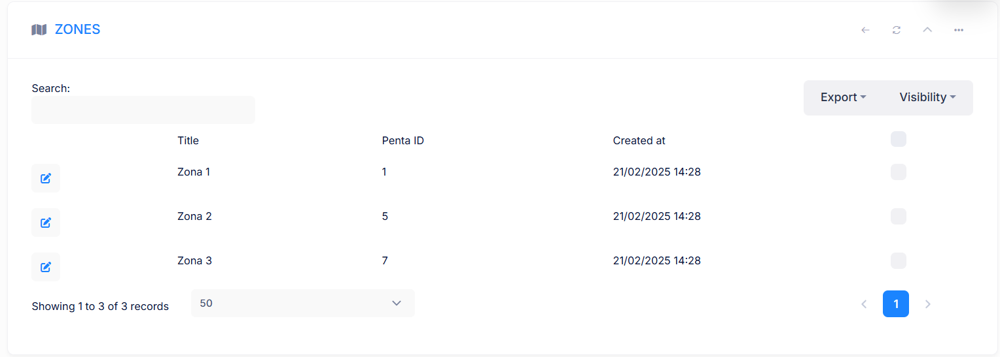 ZONES
Search:
Export Visibility
Title Penta ID Created at
Zona 1 1 21/02/2025 14:28
Zona 2 5 21/02/2025 14:28
Zona 3 7 21/02/2025 14:28
Showing 1 to 3 of 3 records 50 1